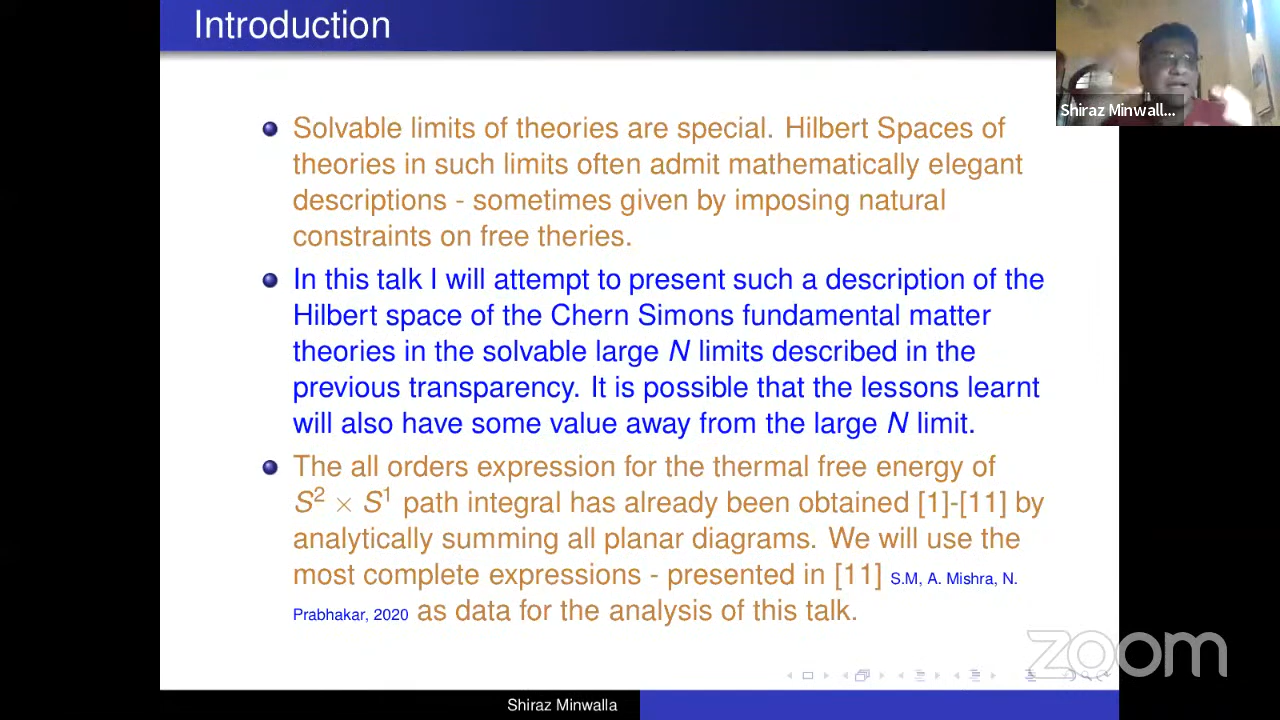 Introduction
Shiraz Minwall...
Solvable limits of theories are special. Hilbert Spaces of
theories in such limits often admit mathematically elegant
descriptions - sometimes given by imposing natural
constraints on free theries.
In this talk I will attempt to present such a description of the
Hilbert space of the Chern Simons fundamental matter
theories in the solvable large N limits described in the
previous transparency. It is possible that the lessons learnt
will also have some value away from the large N limit.
The all orders expression for the thermal free energy of
S² × S¹ path integral has already been obtained [1]-[11] by
analytically summing all planar diagrams. We will use the
most complete expressions - presented in [11] S.M, A. Mishra, N.
Prabhakar, 2020 as data for the analysis of this talk.
zoom
Shiraz Minwalla